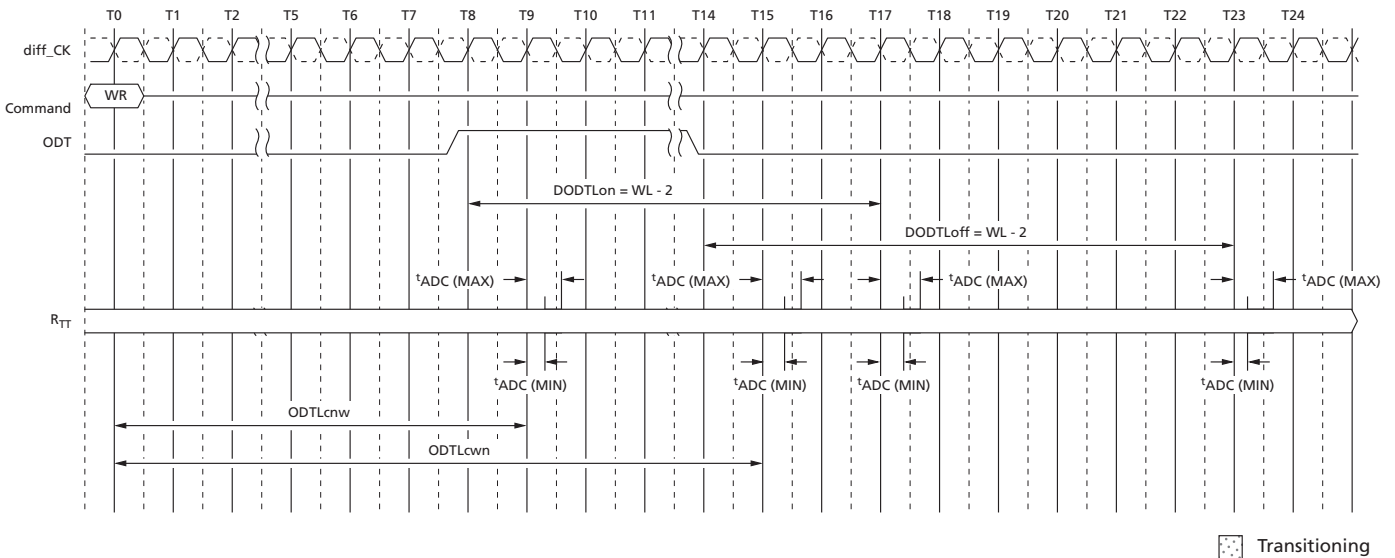 T0 T1 T2 T5 T6 T7 T8 T9 T10 T11 T14 T15 T16 T17 T18 T19 T20 T21 T22 T23 T24
diff_CK
WR
Command
ODT
DODTLon = WL - 2
DODTLoff = WL - 2
tADC (MAX) tADC (MAX) tADC (MAX) tADC (MAX)
RTT
tADC (MIN) tADC (MIN) tADC (MIN) tADC (MIN)
ODTLcnw
ODTLcwn
Transitioning